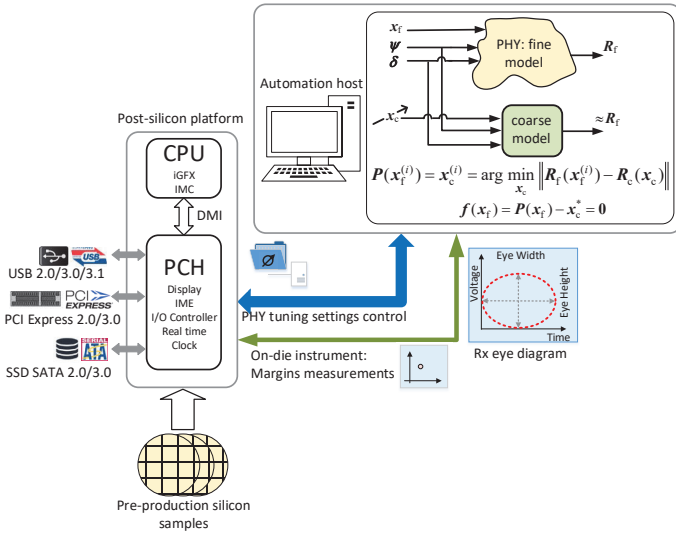 Automation host
x_f
ψ
δ
PHY: fine
model
R_f
x_c
coarse
model
≈R_f
P(x_f^(i)) = x_c^(i) = arg min_{x_c} ‖R_f(x_f^(i)) − R_c(x_c)‖
f(x_f) = P(x_f) − x_c^* = 0
Post-silicon platform
CPU
iGFX
IMC
DMI
PCH
Display
IME
I/O Controller
Real time
Clock
USB
USB 2.0/3.0/3.1
PCI
EXPRESS
PCI Express 2.0/3.0
SERIAL
ATA
SSD SATA 2.0/3.0
PHY tuning settings control
On-die instrument:
Margins measurements
Eye Width
Voltage
Eye Height
Time
Rx eye diagram
Pre-production silicon
samples